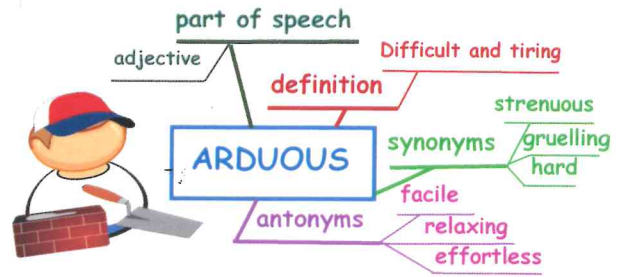 part of speech
adjective
Difficult and tiring
definition
strenuous
synonyms
gruelling
hard
ARDUOUS
facile
antonyms
relaxing
effortless